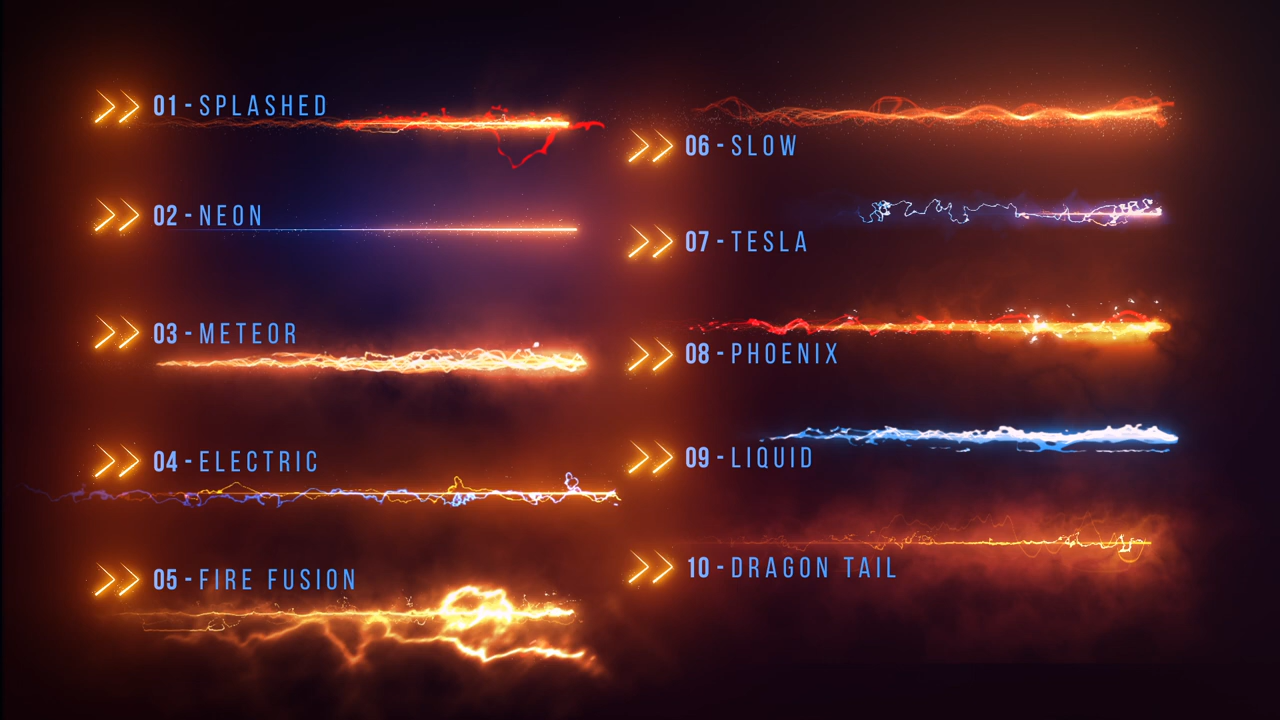 01 - SPLASHED
02 - NEON
03 - METEOR
04 - ELECTRIC
05 - FIRE FUSION
06 - SLOW
07 - TESLA
08 - PHOENIX
09 - LIQUID
10 - DRAGON TAIL